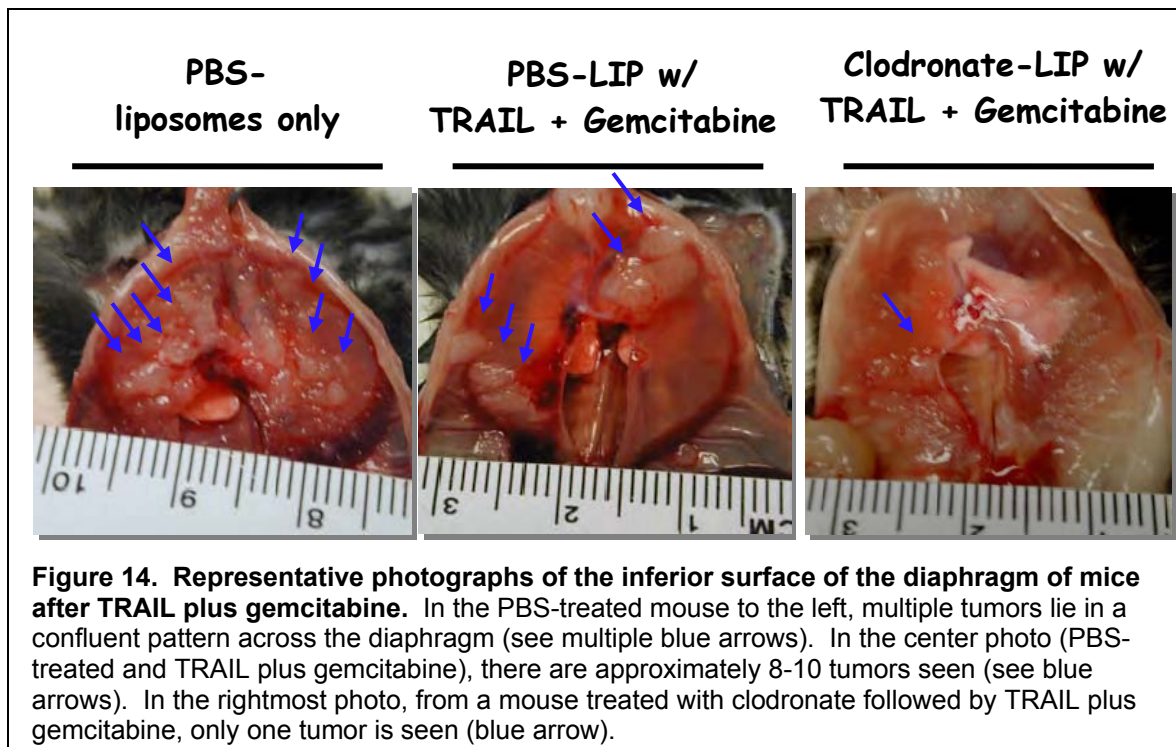 PBS-
liposomes only
PBS-LIP w/
TRAIL + Gemcitabine
Clodronate-LIP w/
TRAIL + Gemcitabine
10 9 8
3 2 1 CM
3 2 1
Figure 14. Representative photographs of the inferior surface of the diaphragm of mice
after TRAIL plus gemcitabine. In the PBS-treated mouse to the left, multiple tumors lie in a
confluent pattern across the diaphragm (see multiple blue arrows). In the center photo (PBS-
treated and TRAIL plus gemcitabine), there are approximately 8-10 tumors seen (see blue
arrows). In the rightmost photo, from a mouse treated with clodronate followed by TRAIL plus
gemcitabine, only one tumor is seen (blue arrow).